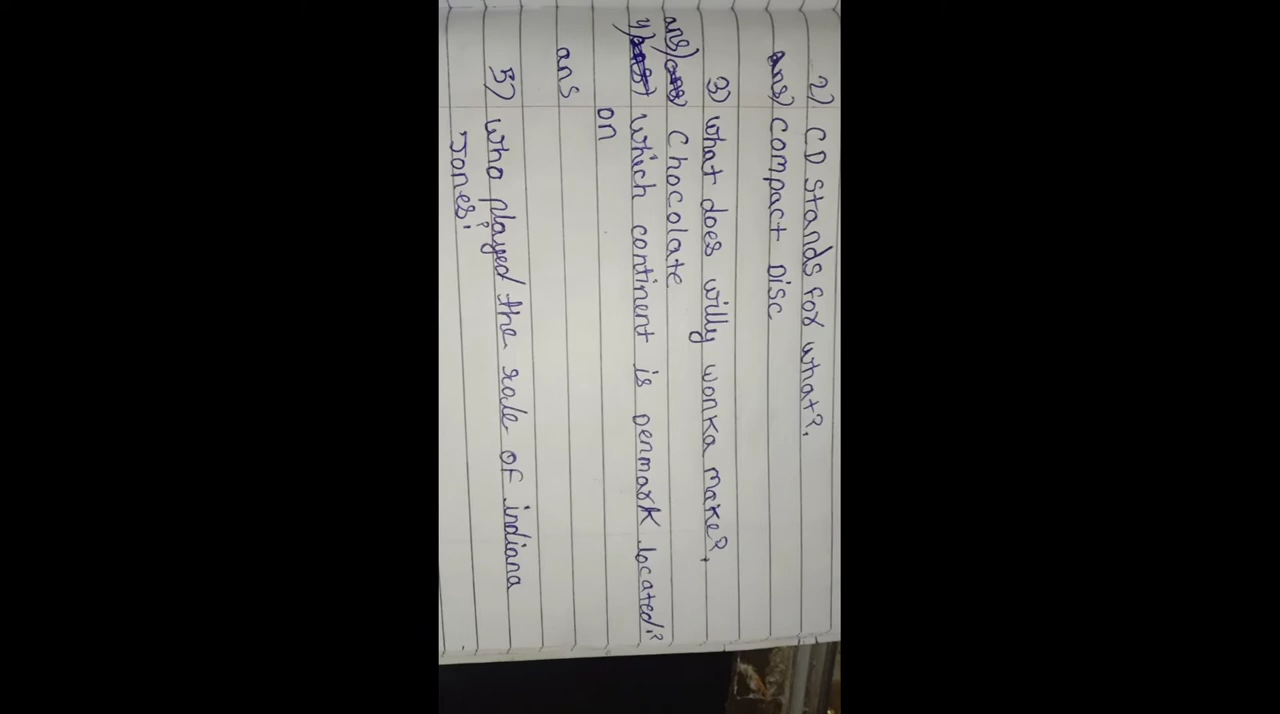 2) CD stands for what?.
ans) Compact Disc
3) what does willy wonka make?.
ans) Chocolate
4) Which continent is Denmark located?
on
ans
5) who played the role of indiana
Jones?